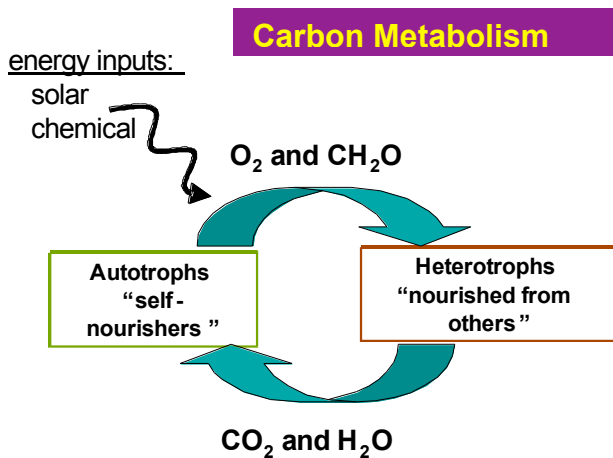 Carbon Metabolism
energy inputs:
solar
chemical
O₂ and CH₂O
Autotrophs
“self -
nourishers ”
Heterotrophs
“nourished from
others ”
CO₂ and H₂O